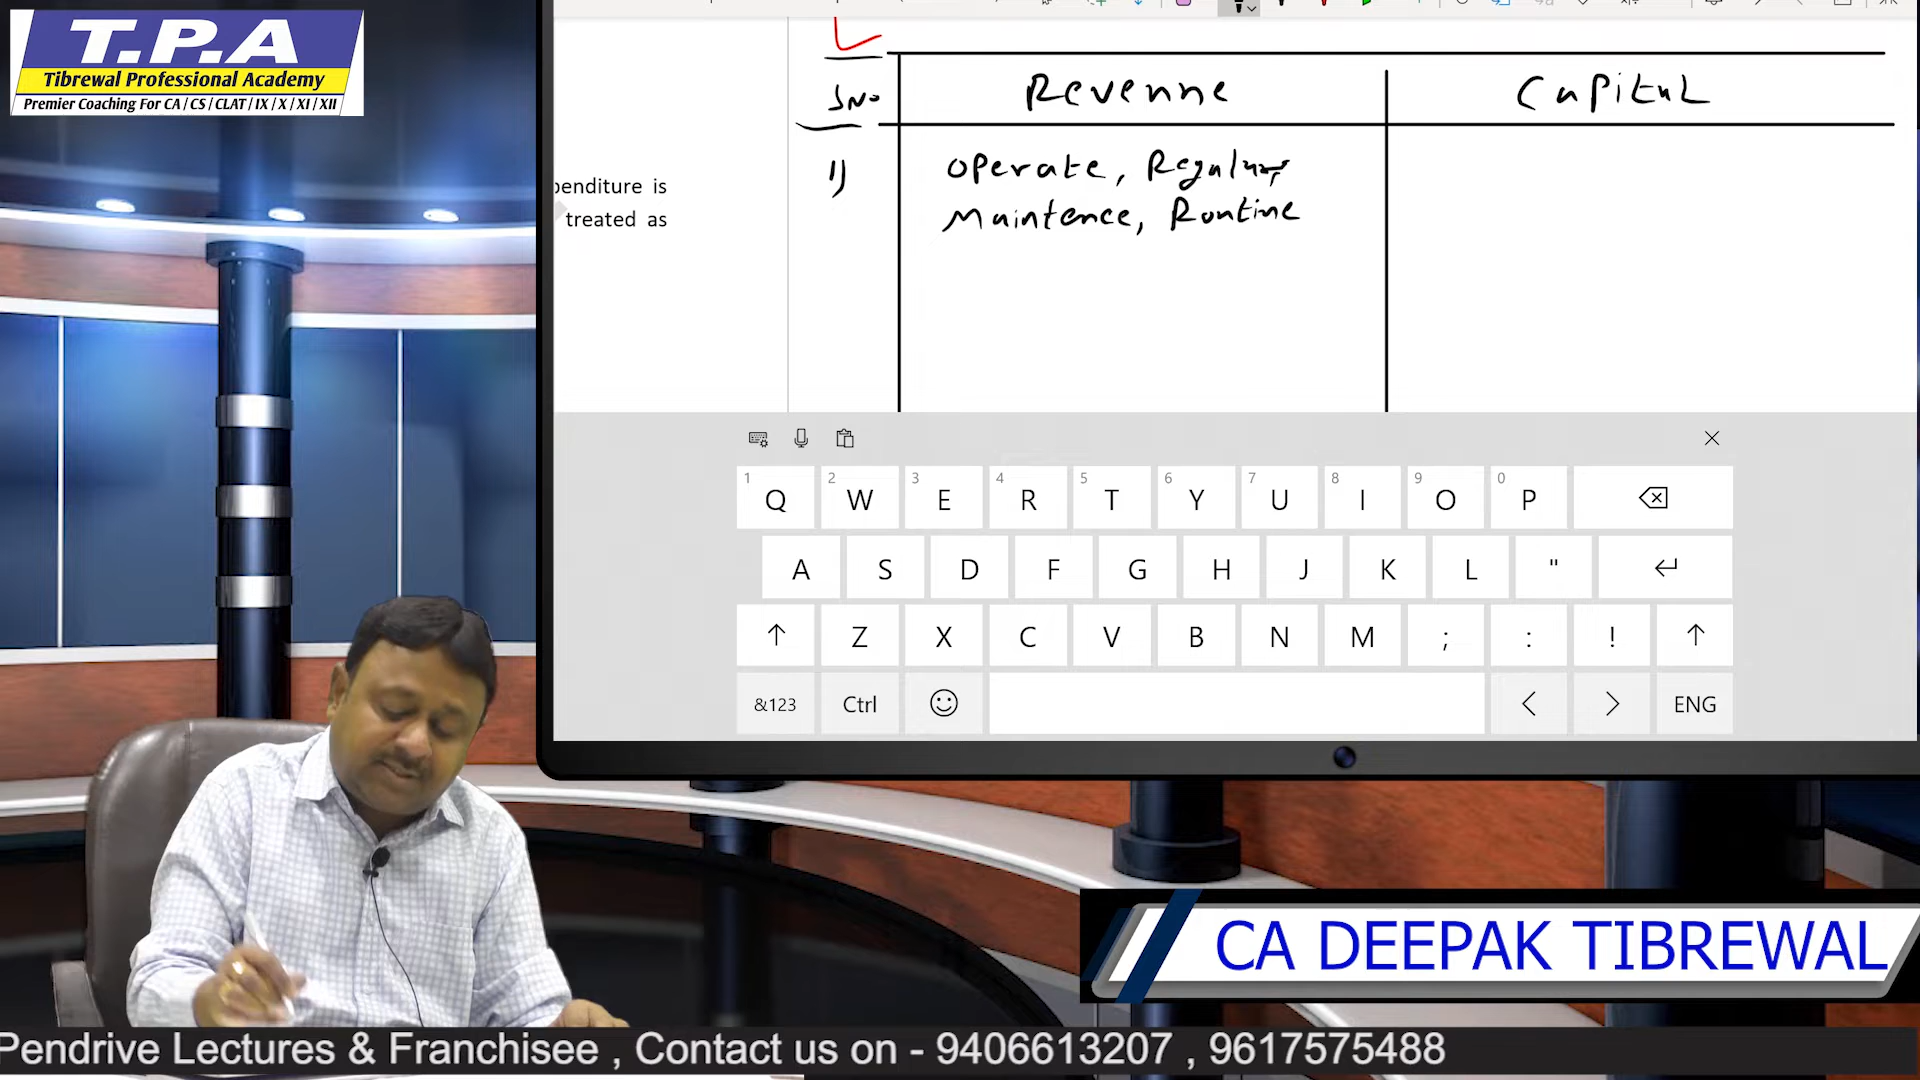 T.P.A
Tibrewal Professional Academy
Premier Coaching For CA / CS / CLAT / IX / X / XI / XII
penditure is
treated as
SNo
Revenue
Capital
1)
Operate, Regular,
Maintence, Routine
1 Q 2 W 3 E 4 R 5 T 6 Y 7 U 8 I 9 O 0 P
A S D F G H J K L "
Z X C V B N M ; : !
&123 Ctrl ENG
CA DEEPAK TIBREWAL
Pendrive Lectures & Franchisee , Contact us on - 9406613207 , 9617575488